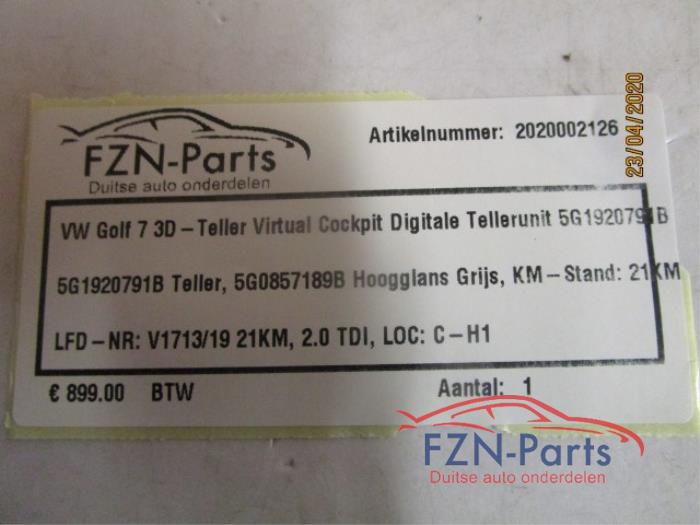 FZN-Parts
Duitse auto onderdelen
Artikelnummer: 2020002126
23/04/2020
VW Golf 7 3D-Teller Virtual Cockpit Digitale Tellerunit 5G1920791B
5G1920791B Teller, 5G0857189B Hoogglans Grijs, KM-Stand: 21KM
LFD-NR: V1713/19 21KM, 2.0 TDI, LOC: C-H1
€ 899.00 BTW Aantal: 1
FZN-Parts
Duitse auto onderdelen